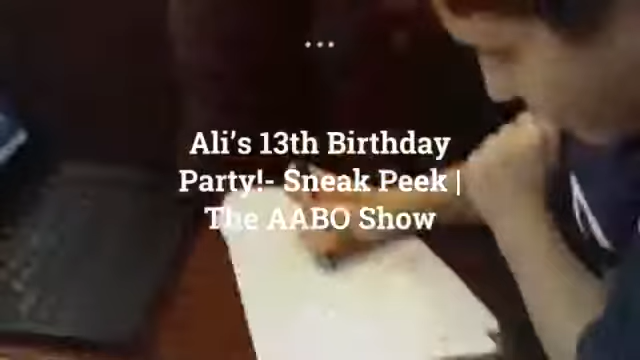 ...
Ali’s 13th Birthday
Party!- Sneak Peek |
The AABO Show